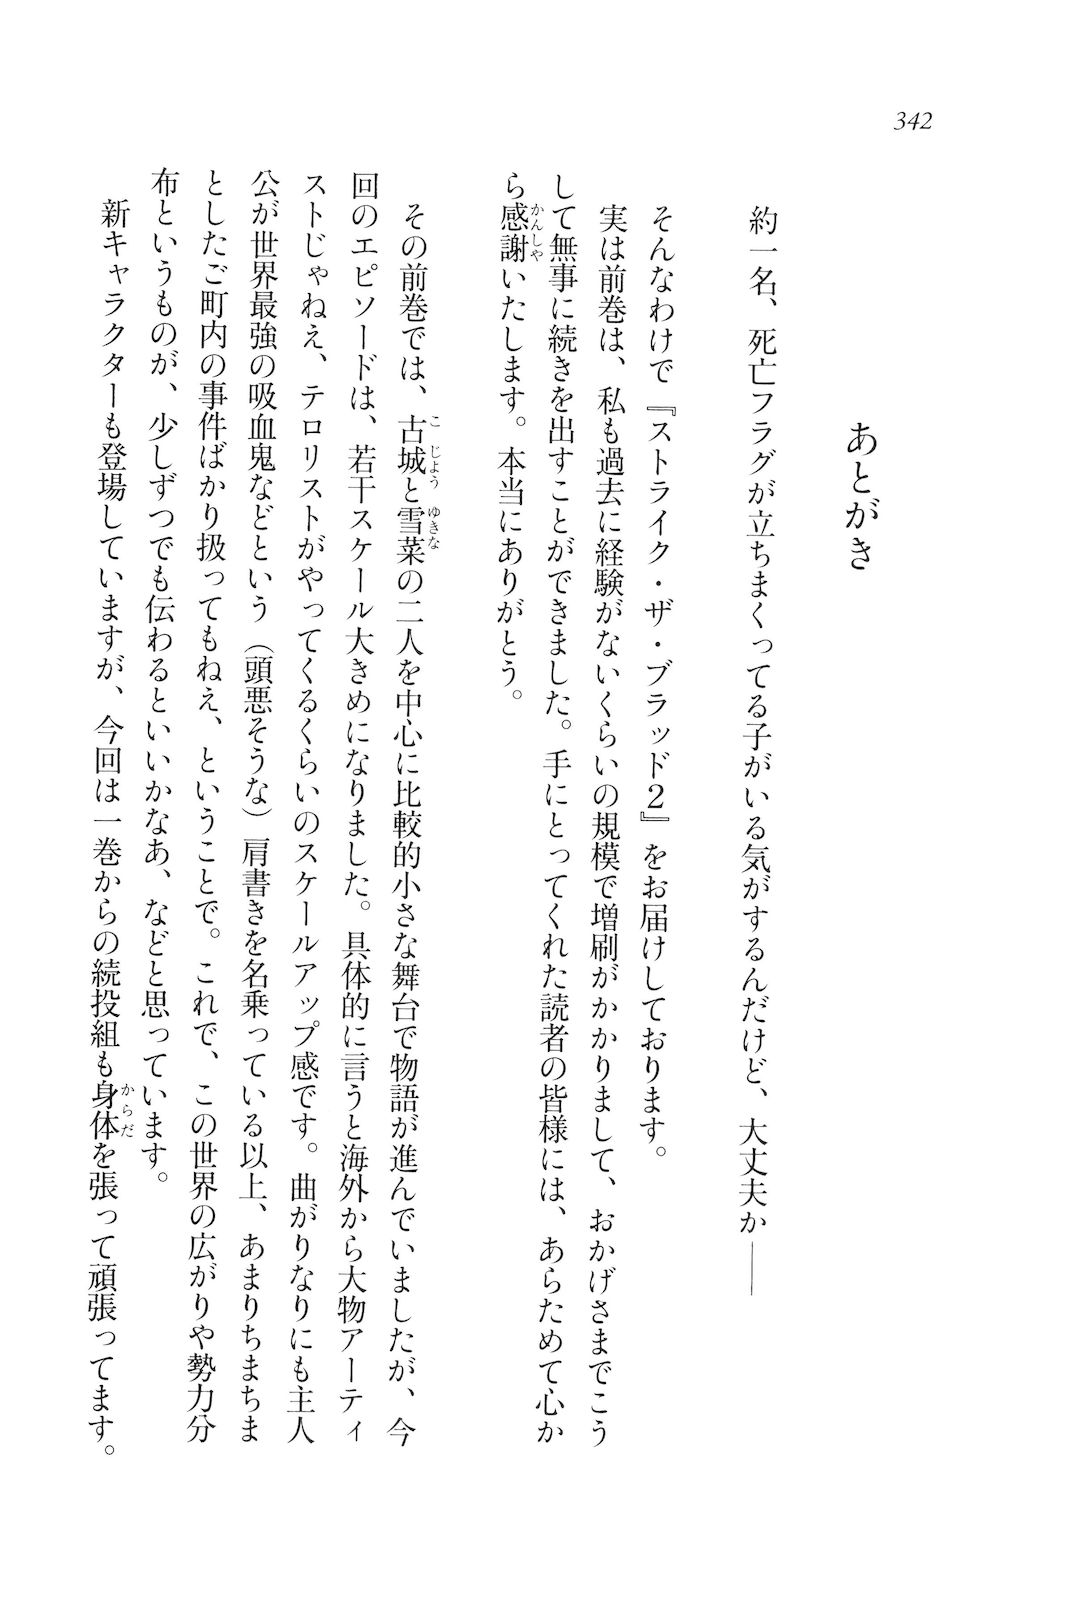 342
あとがき
約一名、死亡フラグが立ちまくってる子がいる気がするんだけど、大丈夫か――
そんなわけで『ストライク・ザ・ブラッド２』をお届けしております。
実は前巻は、私も過去に経験がないくらいの規模で増刷がかかりまして、おかげさまでこう
して無事に続きを出すことができました。手にとってくれた読者の皆様には、あらためて心か
ら感謝いたします。本当にありがとう。
その前巻では、古城と雪菜の二人を中心に比較的小さな舞台で物語が進んでいましたが、今
回のエピソードは、若干スケール大きめになりました。具体的に言うと海外から大物アーティ
ストじゃねえ、テロリストがやってくるくらいのスケールアップ感です。曲がりなりにも主人
公が世界最強の吸血鬼などという（頭悪そうな）肩書きを名乗っている以上、あまりちまちま
としたご町内の事件ばかり扱ってもねえ、ということで。これで、この世界の広がりや勢力分
布というものが、少しずつでも伝わるといいかなあ、などと思っています。
新キャラクターも登場していますが、今回は一巻からの続投組も身体を張って頑張ってます。